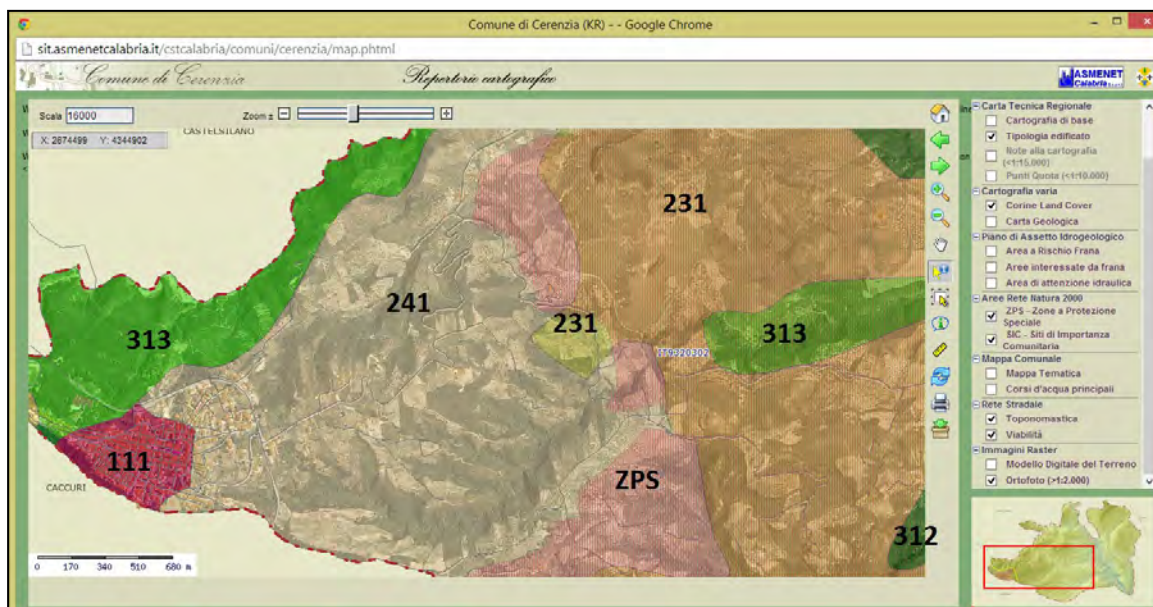 Comune di Cerenzia (KR) - - Google Chrome
sit.asmenetcalabria.it/cstcalabria/comuni/cerenzia/map.phtml
Comune di Cerenzia
Repertorio cartografico
ASMENET
Calabria
Scala 16000
Zoom ±
X: 2674499 Y: 4344902
CASTELSILANO
231
241
313
231
313
IT9320302
111
CACCURI
ZPS
312
0 170 340 510 680 m
Carta Tecnica Regionale
Cartografia di base
Tipologia edificato
Note alla cartografia
(<1:15.000)
Punti Quota (<1:10.000)
Cartografia varia
Corine Land Cover
Carta Geologica
Piano di Assetto Idrogeologico
Area a Rischio Frana
Aree interessate da frana
Area di attenzione idraulica
Aree Rete Natura 2000
ZPS - Zone a Protezione
Speciale
SIC - Siti di Importanza
Comunitaria
Mappa Comunale
Mappa Tematica
Corsi d'acqua principali
Rete Stradale
Toponomastica
Viabilità
Immagini Raster
Modello Digitale del Terreno
Ortofoto (>1:2.000)